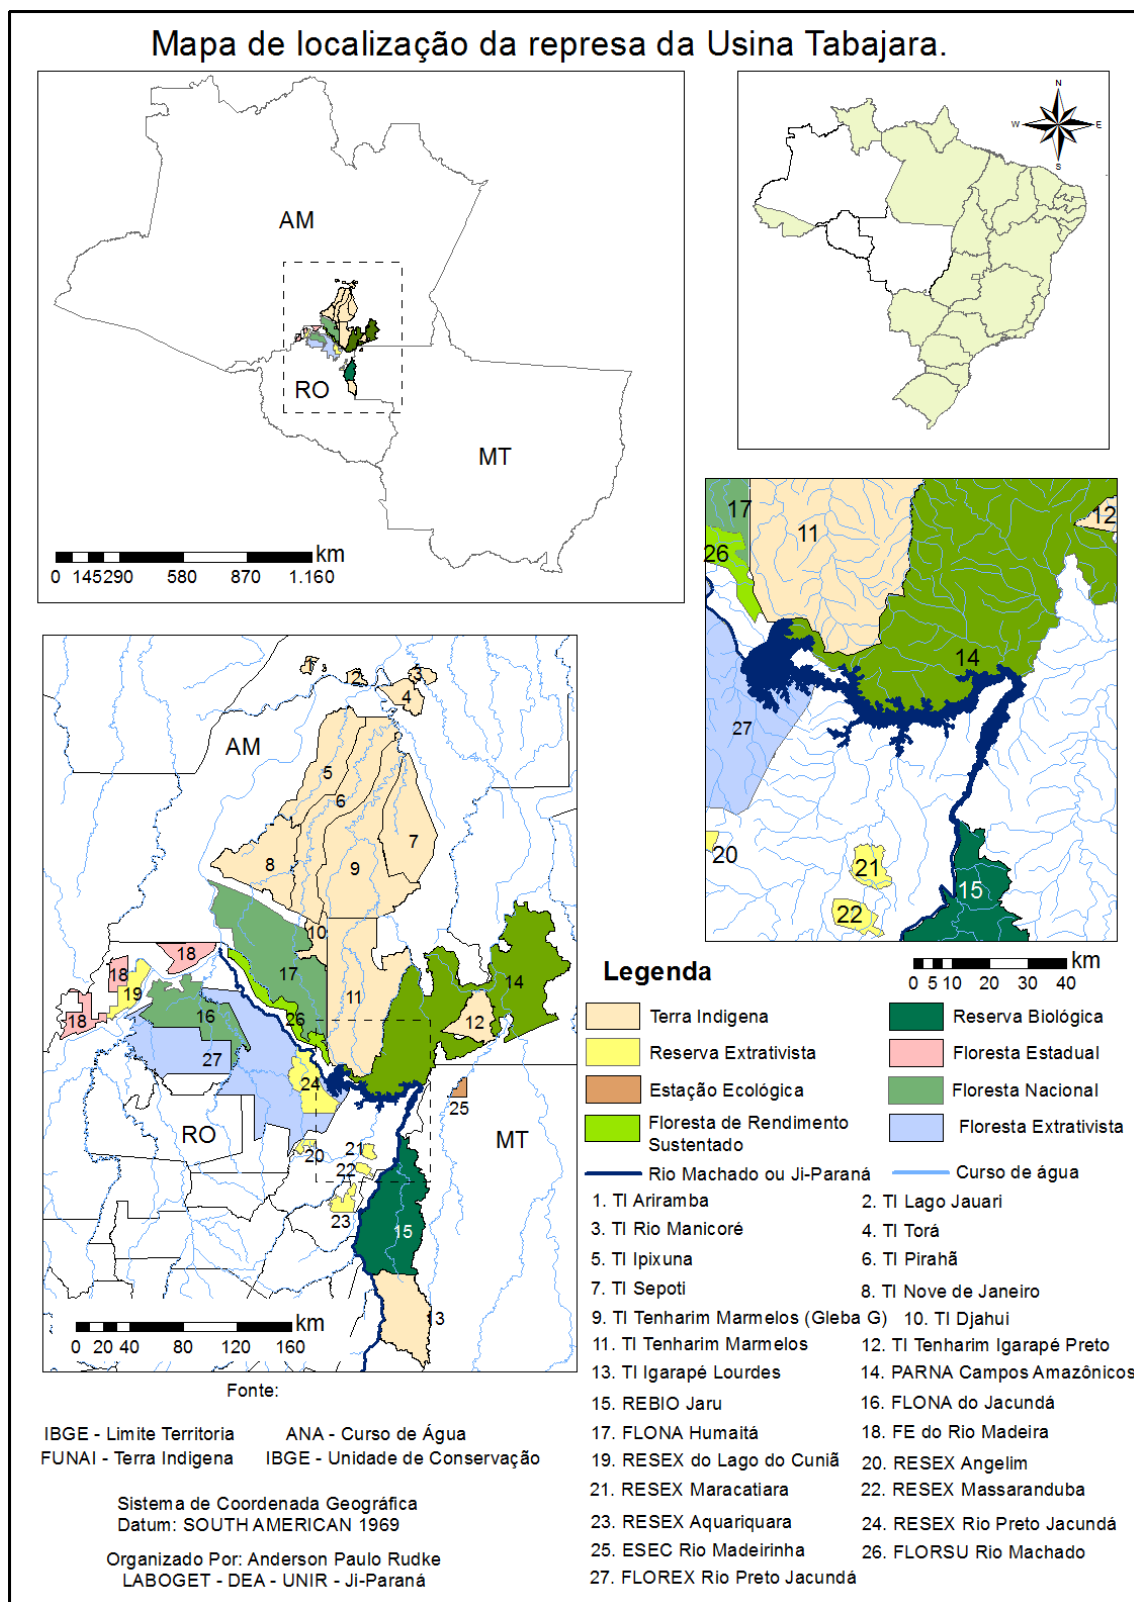 Mapa de localização da represa da Usina Tabajara.
AM
RO
MT
km
0 145 290 580 870 1.160
N
W E
S
17
11
12
26
14
27
20
21
22
15
km
0 5 10 20 30 40
1
3
2
3
4
AM
5
6
7
8
9
10
18
17
14
18
19
11
12
18
16
26
27
24
25
RO
MT
20
21
22
23
15
13
km
0 20 40 80 120 160
Legenda
Terra Indigena
Reserva Biológica
Reserva Extrativista
Floresta Estadual
Estação Ecológica
Floresta Nacional
Floresta de Rendimento
Sustentado
Floresta Extrativista
Rio Machado ou Ji-Paraná
Curso de água
1. TI Ariramba
2. TI Lago Jauari
3. TI Rio Manicoré
4. TI Torá
5. TI Ipixuna
6. TI Pirahã
7. TI Sepoti
8. TI Nove de Janeiro
9. TI Tenharim Marmelos (Gleba G)
10. TI Djahui
11. TI Tenharim Marmelos
12. TI Tenharim Igarapé Preto
13. TI Igarapé Lourdes
14. PARNA Campos Amazônicos
15. REBIO Jaru
16. FLONA do Jacundá
17. FLONA Humaitá
18. FE do Rio Madeira
19. RESEX do Lago do Cuniã
20. RESEX Angelim
21. RESEX Maracatiara
22. RESEX Massaranduba
23. RESEX Aquariquara
24. RESEX Rio Preto Jacundá
25. ESEC Rio Madeirinha
26. FLORSU Rio Machado
27. FLOREX Rio Preto Jacundá
Fonte:
IBGE - Limite Territoria
ANA - Curso de Água
FUNAI - Terra Indigena
IBGE - Unidade de Conservação
Sistema de Coordenada Geográfica
Datum: SOUTH AMERICAN 1969
Organizado Por: Anderson Paulo Rudke
LABOGET - DEA - UNIR - Ji-Paraná